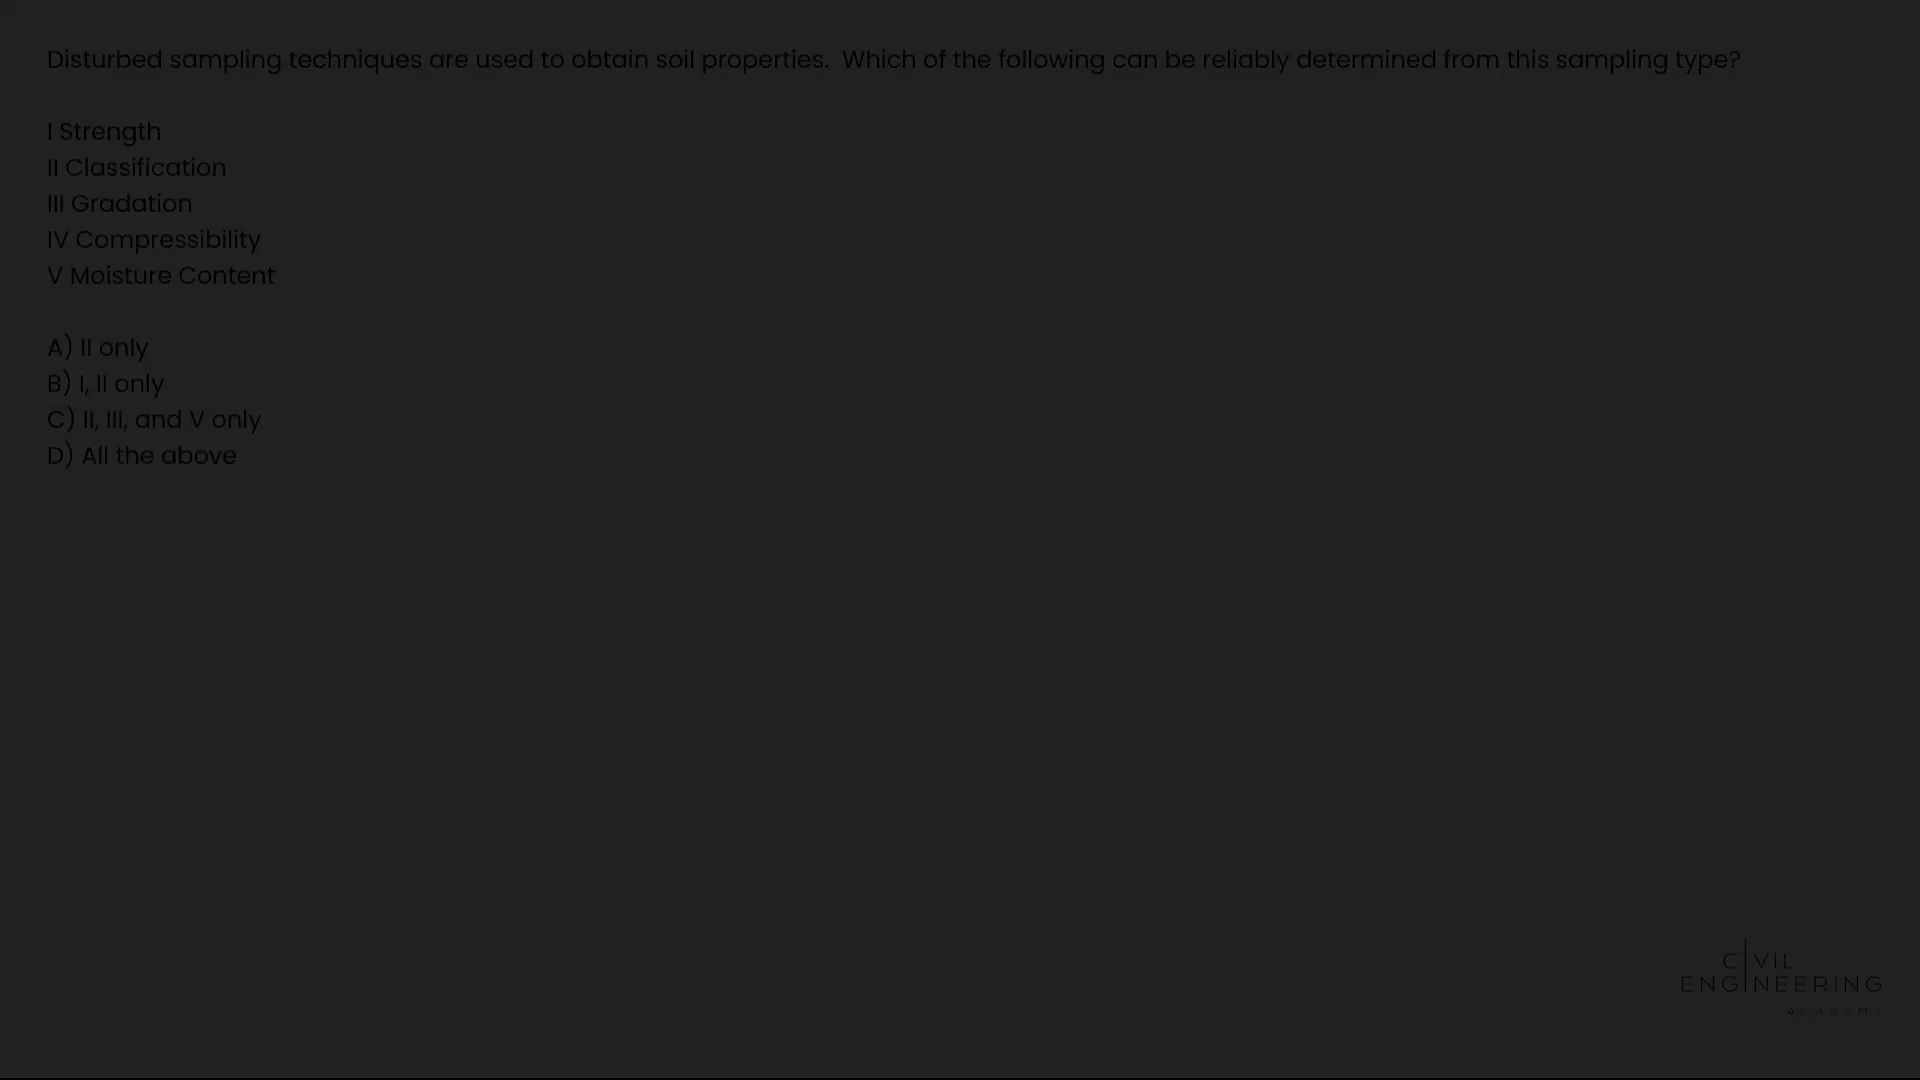 Disturbed sampling techniques are used to obtain soil properties. Which of the following can be reliably determined from this sampling type?
I Strength
II Classification
III Gradation
IV Compressibility
V Moisture Content
A) II only
B) I, II only
C) II, III, and V only
D) All the above
CIVIL
ENGINEERING
ACADEMY